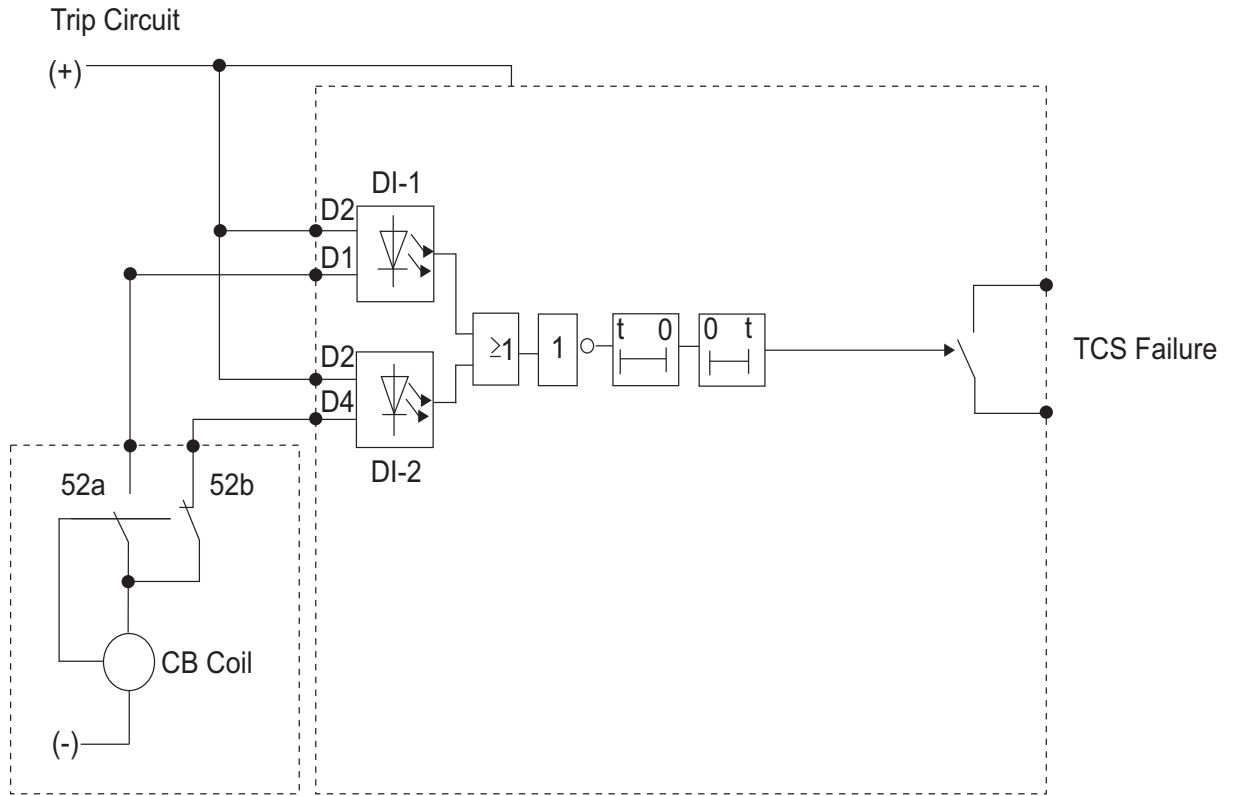 Trip Circuit
(+)
DI-1
D2
D1
D2
D4
DI-2
≥1
1
t 0
0 t
TCS Failure
52a
52b
CB Coil
(-)